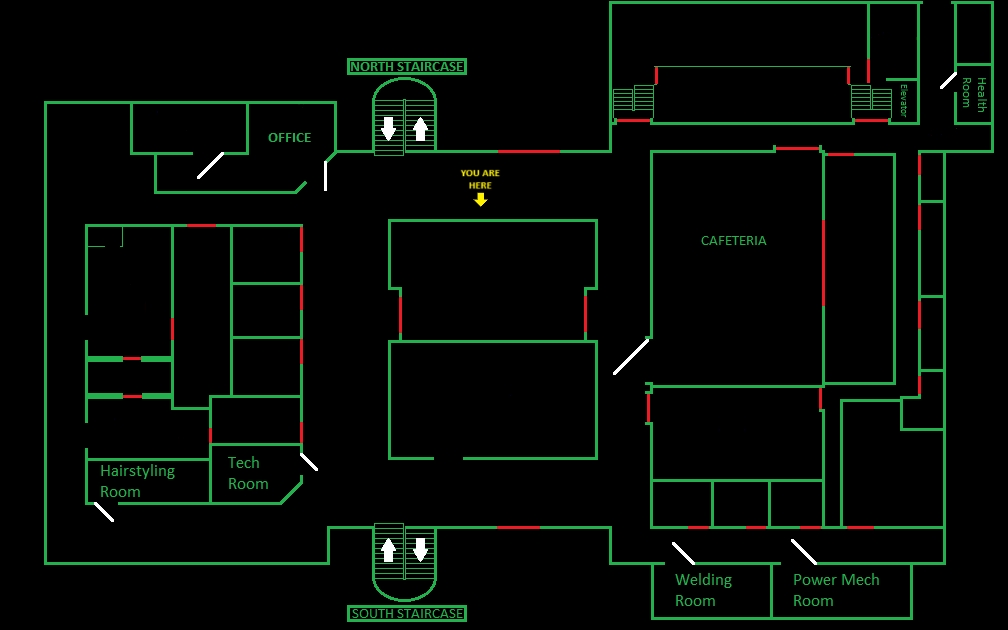 NORTH STAIRCASE
Elevator
Health
Room
OFFICE
YOU ARE
HERE
CAFETERIA
Hairstyling
Room
Tech
Room
Welding
Room
Power Mech
Room
SOUTH STAIRCASE